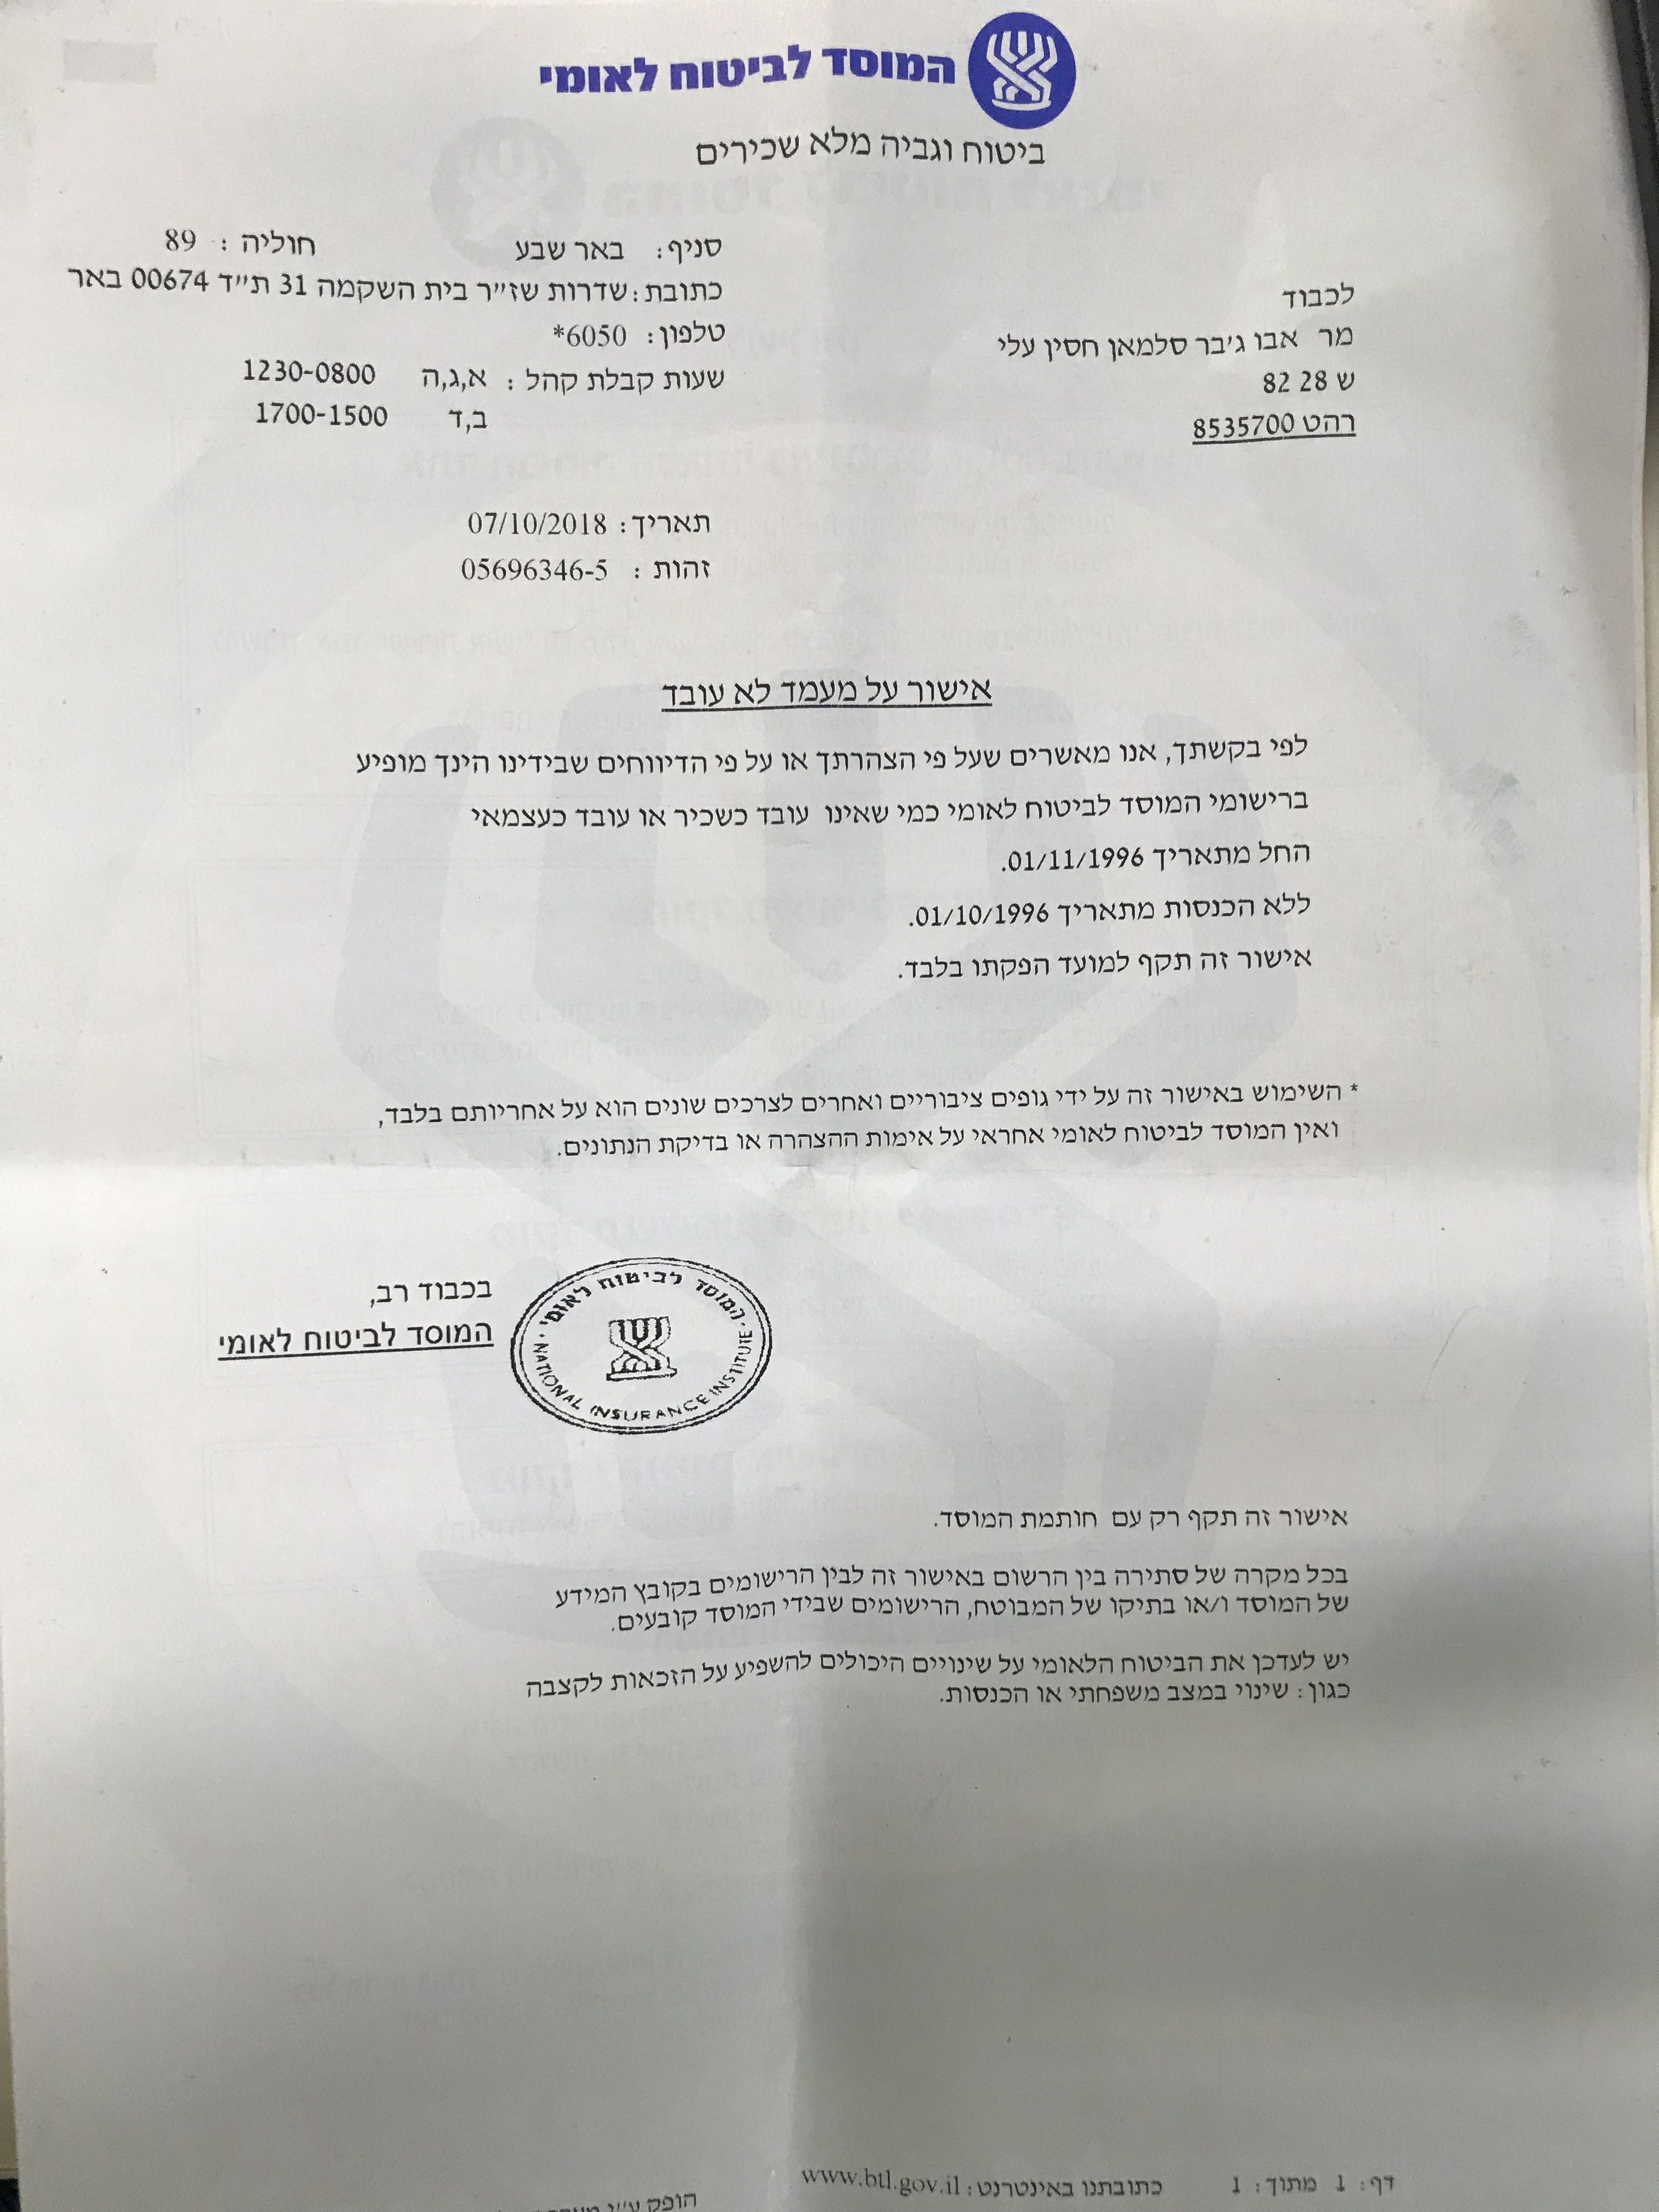 המוסד לביטוח לאומי
ביטוח וגביה מלא שכירים
סניף: באר שבע חוליה: 89
כתובת: שדרות שז״ר בית השקמה 31 ת״ד 00674 באר
טלפון: 6050*
שעות קבלת קהל: א,ג,ה 1230-0800
ב,ד 1700-1500
לכבוד
מר אבו ג'בר סלמאן חסין עלי
ש 28 82
רהט 8535700
תאריך: 07/10/2018
זהות: 05696346-5
אישור על מעמד לא עובד
לפי בקשתך, אנו מאשרים שעל פי הצהרתך או על פי הדיווחים שבידינו הינך מופיע
ברישומי המוסד לביטוח לאומי כמי שאינו עובד כשכיר או עובד כעצמאי
החל מתאריך 01/11/1996.
ללא הכנסות מתאריך 01/10/1996.
אישור זה תקף למועד הפקתו בלבד.
* השימוש באישור זה על ידי גופים ציבוריים ואחרים לצרכים שונים הוא על אחריותם בלבד,
ואין המוסד לביטוח לאומי אחראי על אימות ההצהרה או בדיקת הנתונים.
בכבוד רב,
המוסד לביטוח לאומי
המוסד לביטוח לאומי
NATIONAL INSURANCE INSTITUTE
אישור זה תקף רק עם חותמת המוסד.
בכל מקרה של סתירה בין הרשום באישור זה לבין הרישומים בקובץ המידע
של המוסד ו/או בתיקו של המבוטח, הרישומים שבידי המוסד קובעים.
יש לעדכן את הביטוח הלאומי על שינויים היכולים להשפיע על הזכאות לקצבה
כגון: שינוי במצב משפחתי או הכנסות.
דף: 1 מתוך: 1 כתובתנו באינטרנט: www.btl.gov.il
הופק ע״י